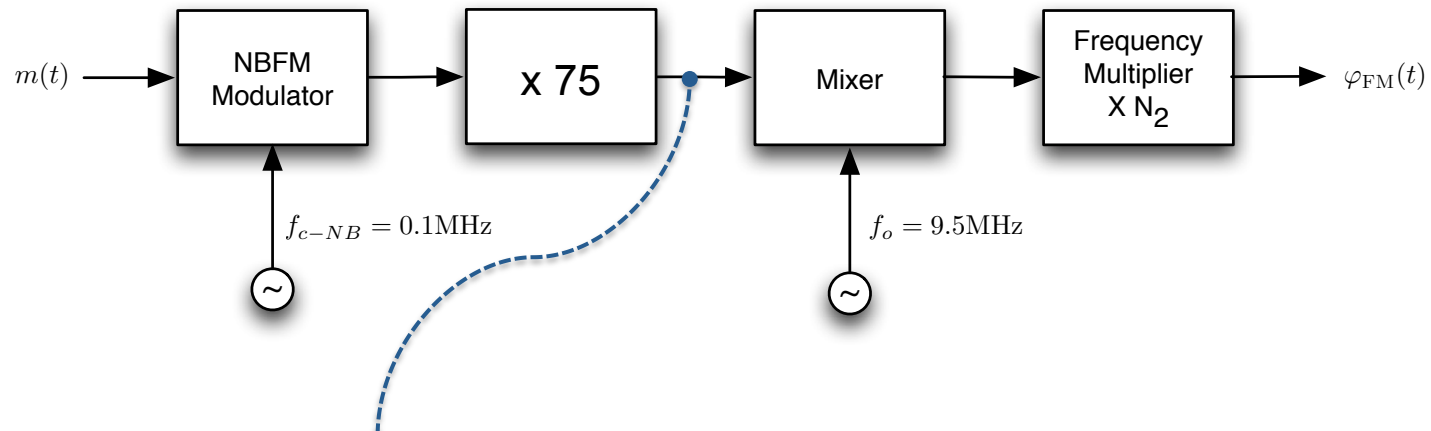 m(t)
NBFM
Modulator
x 75
Mixer
Frequency
Multiplier
X N₂
φFM(t)
fc−NB = 0.1MHz
fo = 9.5MHz
~
~